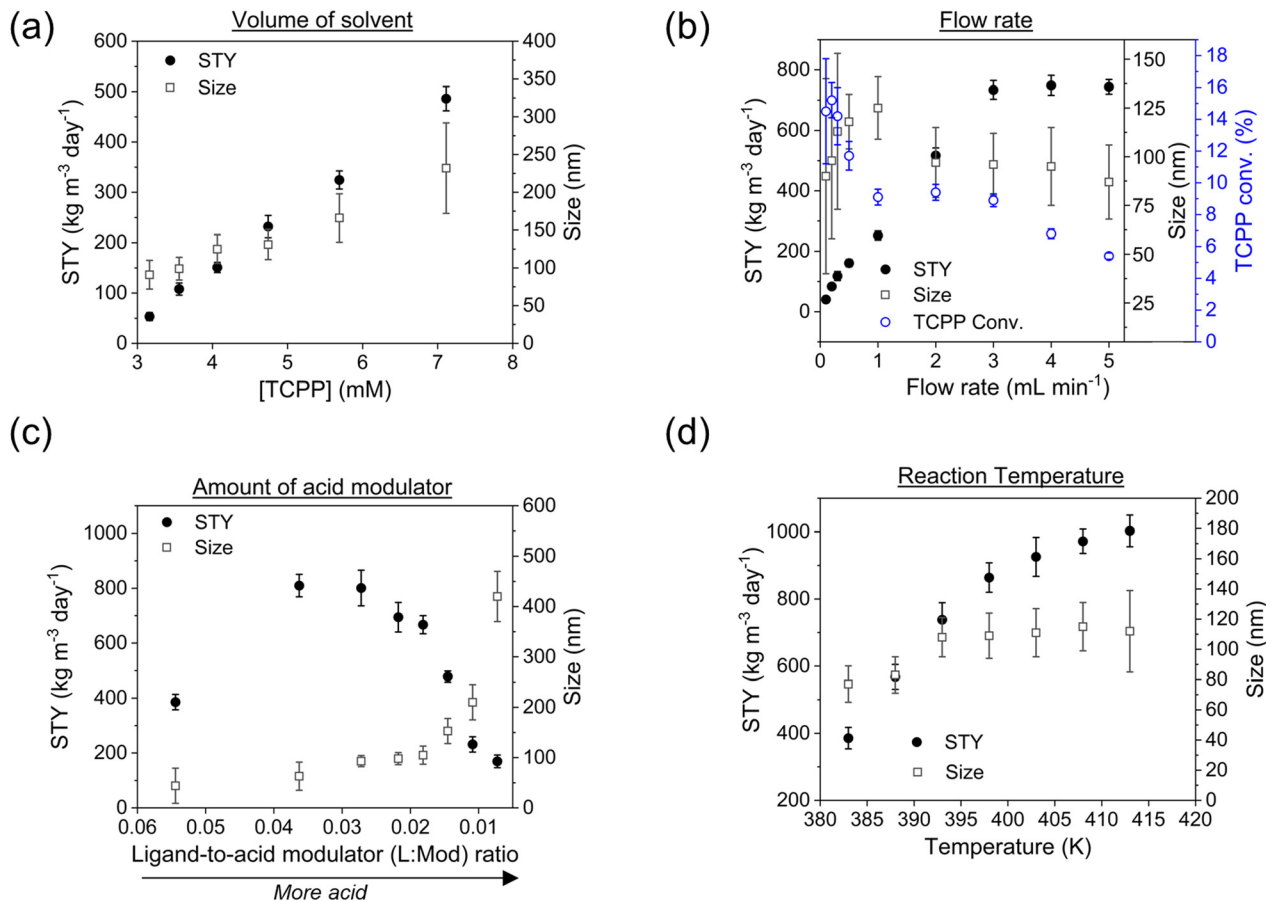 (a)
Volume of solvent
600
500
400
300
200
100
0
STY (kg m⁻³ day⁻¹)
STY
Size
400
350
300
250
200
150
100
50
0
Size (nm)
3 4 5 6 7 8
[TCPP] (mM)
(b)
Flow rate
800
600
400
200
0
STY (kg m⁻³ day⁻¹)
STY
Size
TCPP Conv.
150
125
100
75
50
25
Size (nm)
18
16
14
12
10
8
6
4
2
0
TCPP conv. (%)
0 1 2 3 4 5
Flow rate (mL min⁻¹)
(c)
Amount of acid modulator
1000
800
600
400
200
0
STY (kg m⁻³ day⁻¹)
STY
Size
600
500
400
300
200
100
0
Size (nm)
0.06 0.05 0.04 0.03 0.02 0.01
Ligand-to-acid modulator (L:Mod) ratio
More acid
(d)
Reaction Temperature
1000
800
600
400
200
STY (kg m⁻³ day⁻¹)
STY
Size
200
180
160
140
120
100
80
60
40
20
0
Size (nm)
380 385 390 395 400 405 410 415 420
Temperature (K)